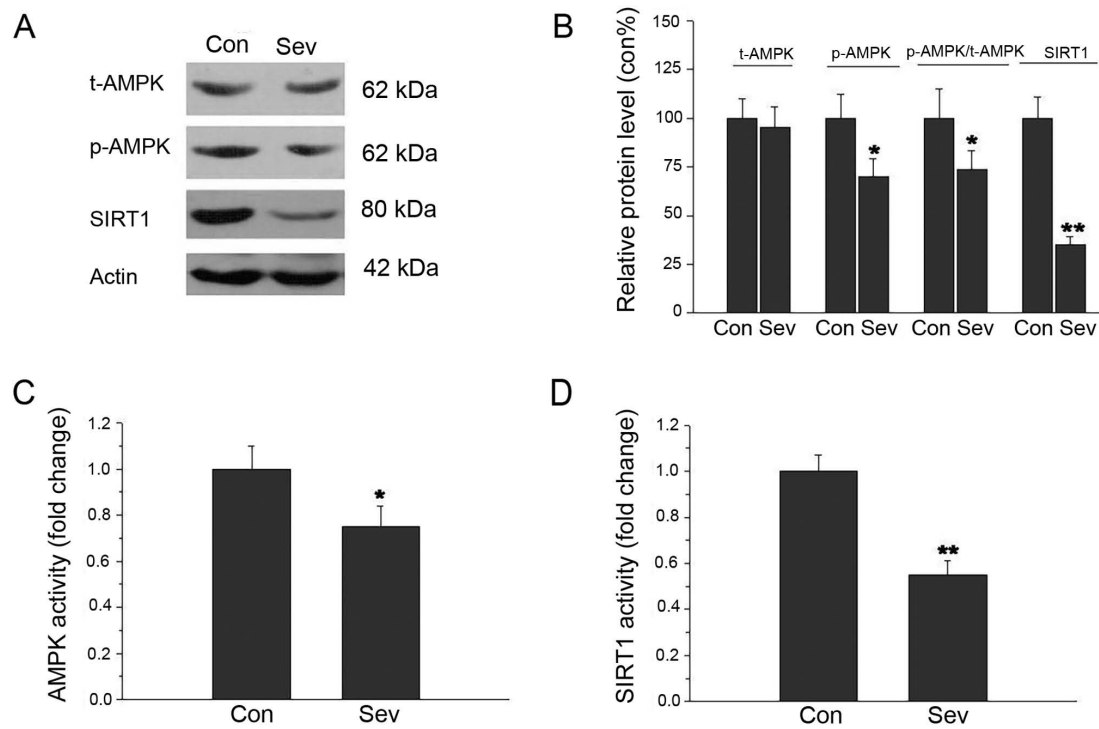 A
Con Sev
t-AMPK 62 kDa
p-AMPK 62 kDa
SIRT1 80 kDa
Actin 42 kDa
B
Relative protein level (con%)
150
125
100
75
50
25
0
t-AMPK p-AMPK p-AMPK/t-AMPK SIRT1
* * **
Con Sev Con Sev Con Sev Con Sev
C
AMPK activity (fold change)
1.2
1.0
0.8
0.6
0.4
0.2
0.0
*
Con Sev
D
SIRT1 activity (fold change)
1.2
1.0
0.8
0.6
0.4
0.2
0.0
**
Con Sev